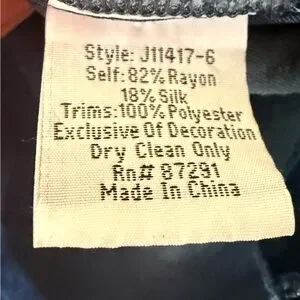 Style: J11417-6
Self: 82% Rayon
18% Silk
Trims: 100% Polyester
Exclusive Of Decoration
Dry Clean Only
Rn# 87291
Made In China